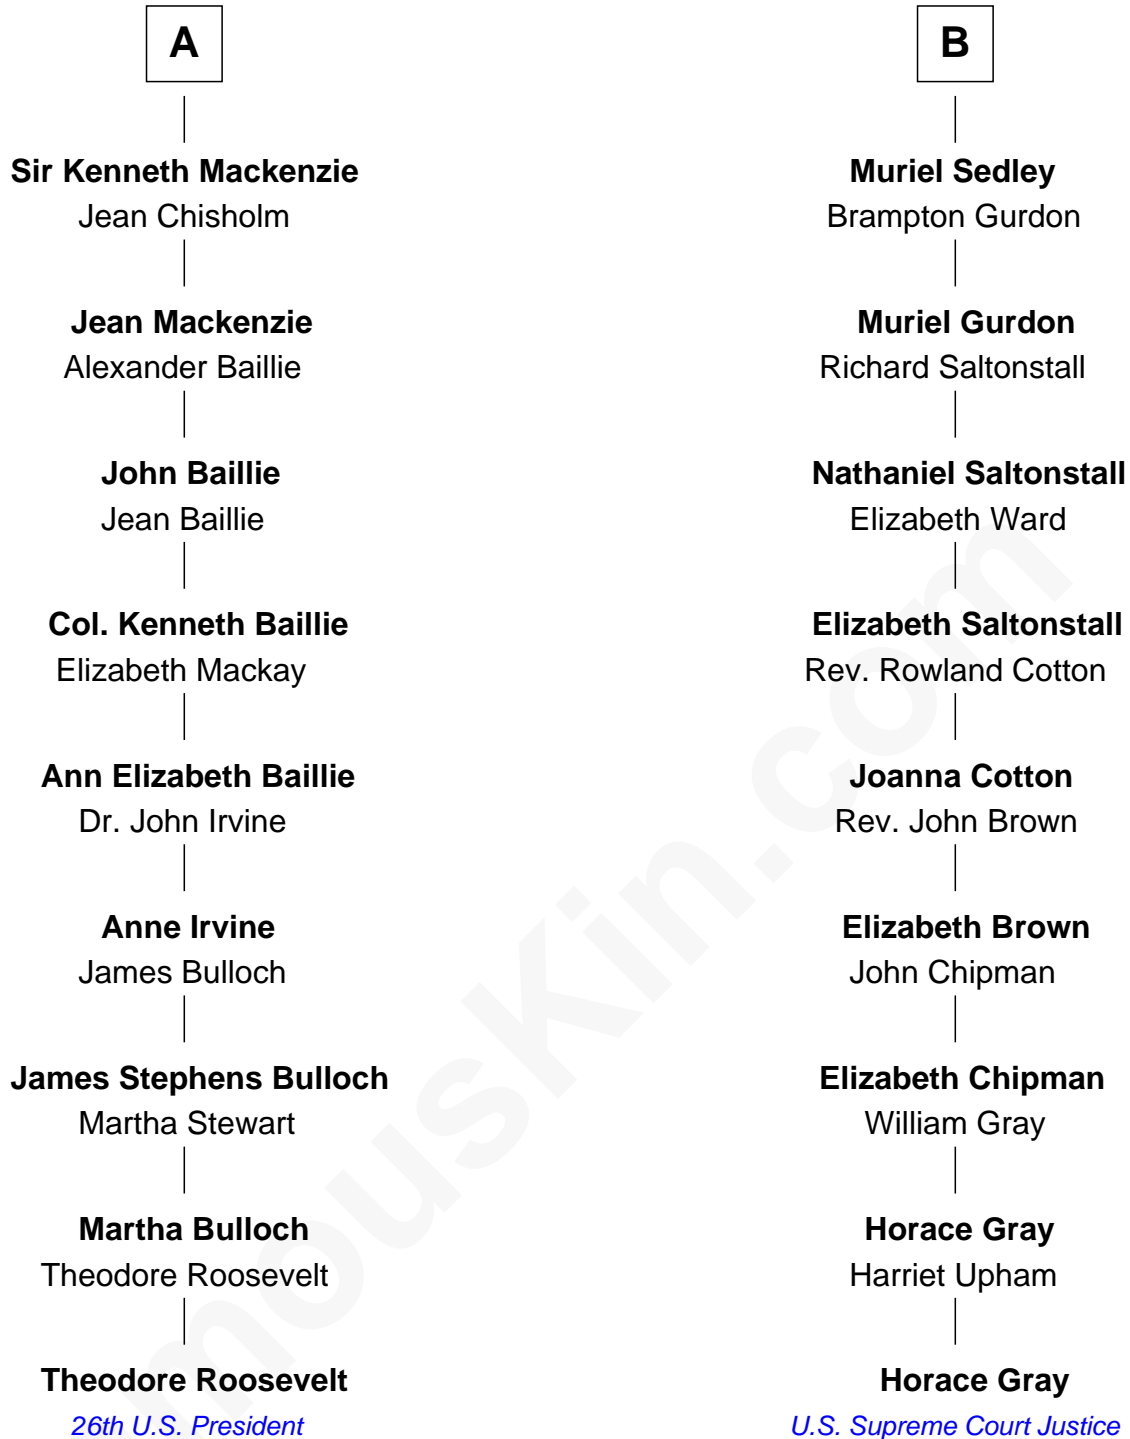 A
Sir Kenneth Mackenzie
Jean Chisholm
Jean Mackenzie
Alexander Baillie
John Baillie
Jean Baillie
Col. Kenneth Baillie
Elizabeth Mackay
Ann Elizabeth Baillie
Dr. John Irvine
Anne Irvine
James Bulloch
James Stephens Bulloch
Martha Stewart
Martha Bulloch
Theodore Roosevelt
Theodore Roosevelt
26th U.S. President
B
Muriel Sedley
Brampton Gurdon
Muriel Gurdon
Richard Saltonstall
Nathaniel Saltonstall
Elizabeth Ward
Elizabeth Saltonstall
Rev. Rowland Cotton
Joanna Cotton
Rev. John Brown
Elizabeth Brown
John Chipman
Elizabeth Chipman
William Gray
Horace Gray
Harriet Upham
Horace Gray
U.S. Supreme Court Justice
mousKin.com